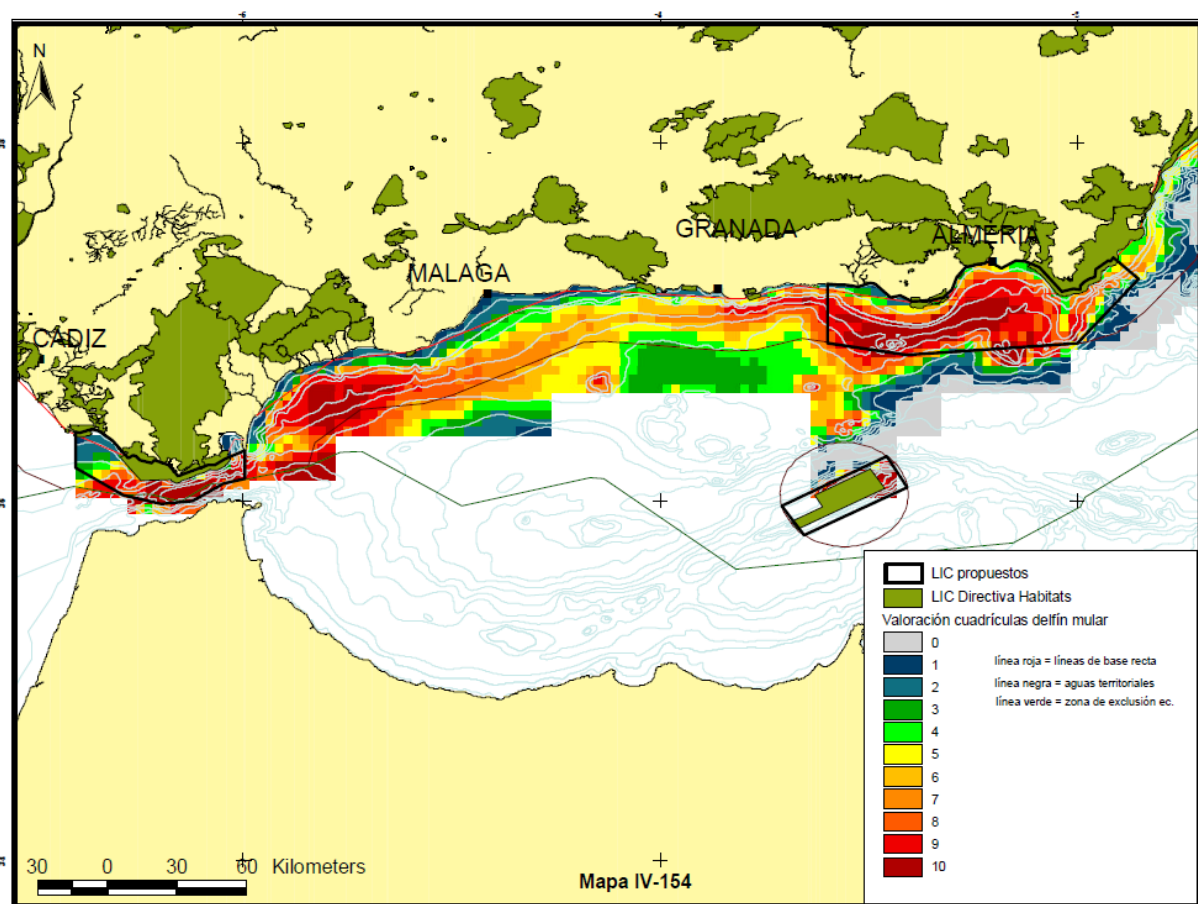 N
GRANADA
ALMERIA
MALAGA
CADIZ
LIC propuestos
LIC Directiva Habitats
Valoración cuadrículas delfín mular
0
1
2
3
4
5
6
7
8
9
10
línea roja = líneas de base recta
línea negra = aguas territoriales
línea verde = zona de exclusión ec.
30 0 30 60 Kilometers
Mapa IV-154